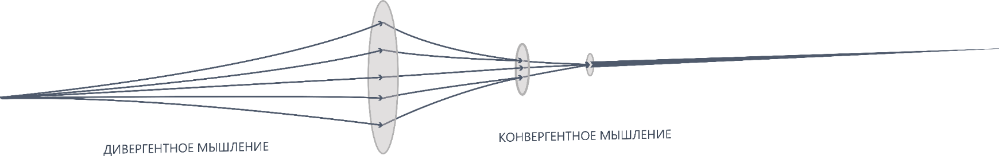 ДИВЕРГЕНТНОЕ МЫШЛЕНИЕ
КОНВЕРГЕНТНОЕ МЫШЛЕНИЕ